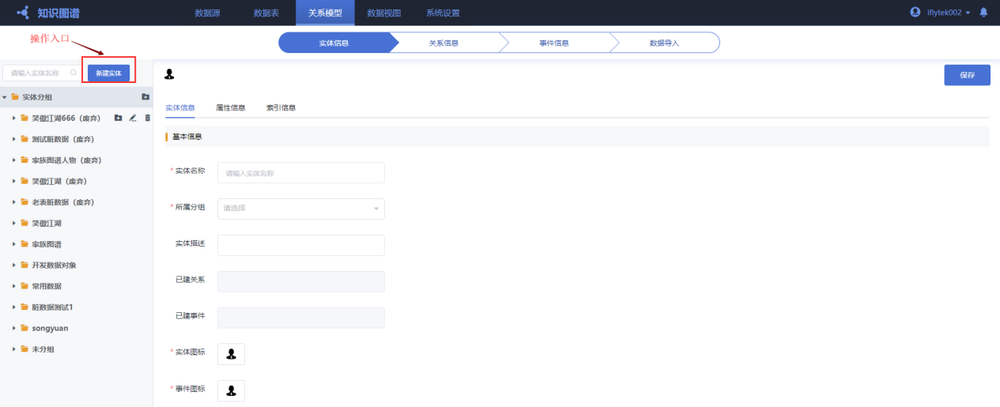 知识图谱 数据源 数据表 关系模型 数据视图 系统设置 iflytek002
操作入口
实体信息 关系信息 事件信息 数据导入
请输入实体名称 新建实体
保存
实体分组
实体信息 属性信息 索引信息
笑傲江湖666（废弃）
基本信息
测试脏数据（废弃）
家族图谱人物（废弃）
* 实体名称 请输入实体名称
笑傲江湖（废弃）
老表脏数据（废弃）
* 所属分组 请选择
笑傲江湖
家族图谱
实体描述
开发数据对象
已建关系
常用数据
脏数据测试1
已建事件
songyuan
未分组
* 实体图标
* 事件图标